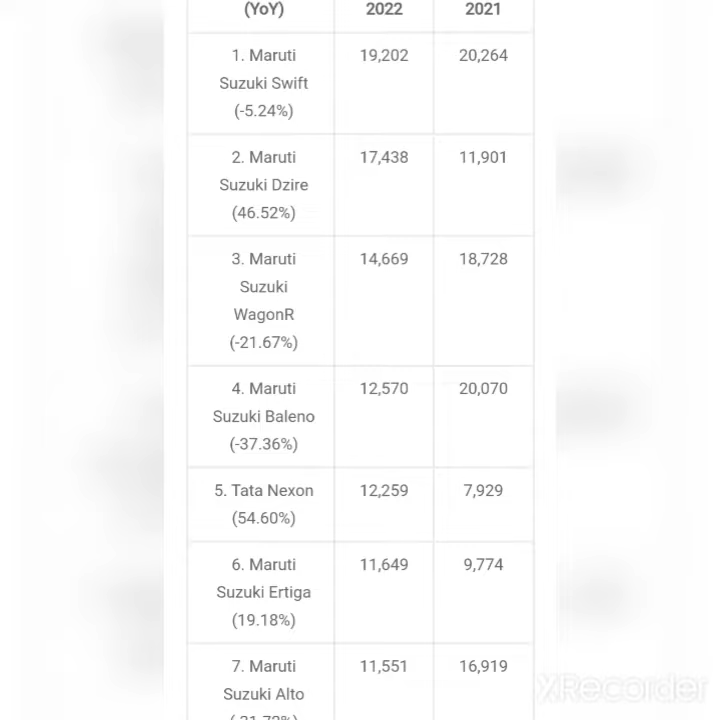 (YoY) 2022 2021
1. Maruti 19,202 20,264
Suzuki Swift
(-5.24%)
2. Maruti 17,438 11,901
Suzuki Dzire
(46.52%)
3. Maruti 14,669 18,728
Suzuki
WagonR
(-21.67%)
4. Maruti 12,570 20,070
Suzuki Baleno
(-37.36%)
5. Tata Nexon 12,259 7,929
(54.60%)
6. Maruti 11,649 9,774
Suzuki Ertiga
(19.18%)
7. Maruti 11,551 16,919
Suzuki Alto
XRecorder